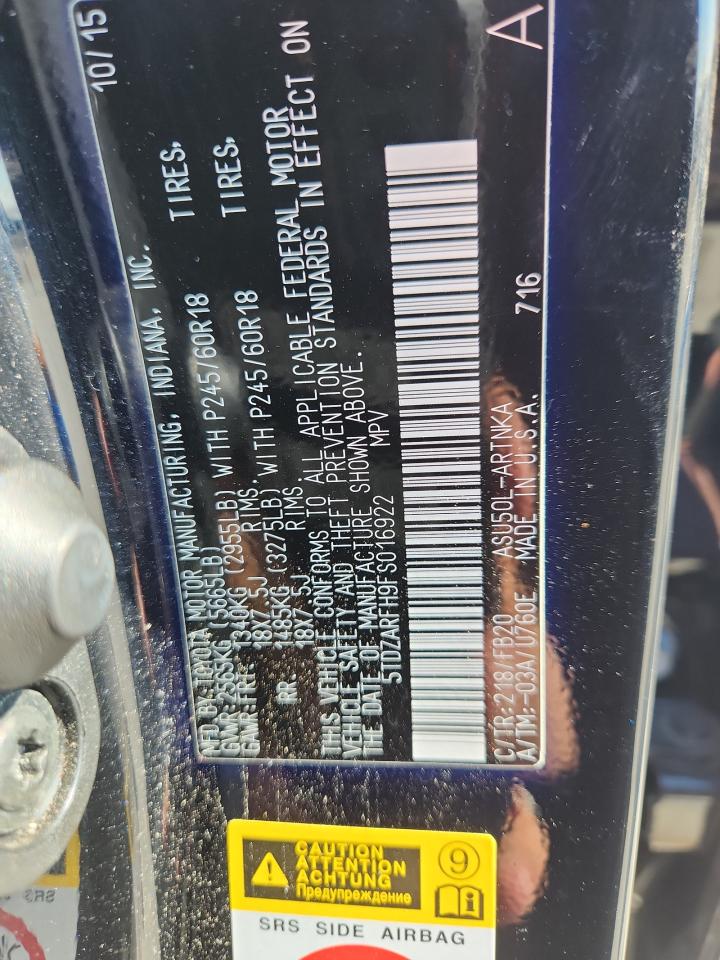 MFD BY: TOYOTA MOTOR MANUFACTURING, INDIANA, INC. 10/15
GVWR: 2565KG (5665LB)
GAWR: FRT 1340KG (2955LB) WITH P245/60R18 TIRES,
18X7.5J RIMS,
RR 1485KG (3275LB) WITH P245/60R18 TIRES,
18X7.5J RIMS
THIS VEHICLE CONFORMS TO ALL APPLICABLE FEDERAL MOTOR
VEHICLE SAFETY AND THEFT PREVENTION STANDARDS IN EFFECT ON
THE DATE OF MANUFACTURE SHOWN ABOVE.
5TDZARFH9FS016922 MPV
C/TR:218/FB20 ASU50L-ARTNKA
A/TM:-03A/U760E MADE IN U.S.A. 716 A
CAUTION
ATTENTION
ACHTUNG
Предупреждение
9
SRS SIDE AIRBAG
SRS